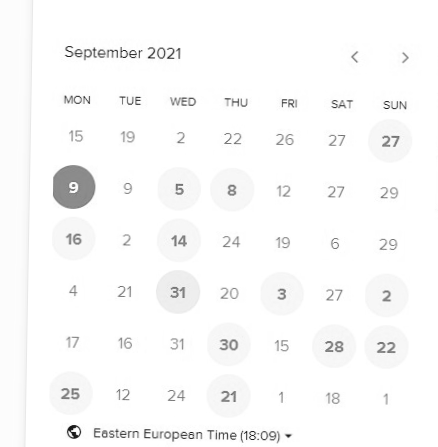 September 2021
MON TUE WED THU FRI SAT SUN
15 19 2 22 26 27 27
9 9 5 8 12 27 29
16 2 14 24 19 6 29
4 21 31 20 3 27 2
17 16 31 30 15 28 22
25 12 24 21 1 18 1
Eastern European Time (18:09)